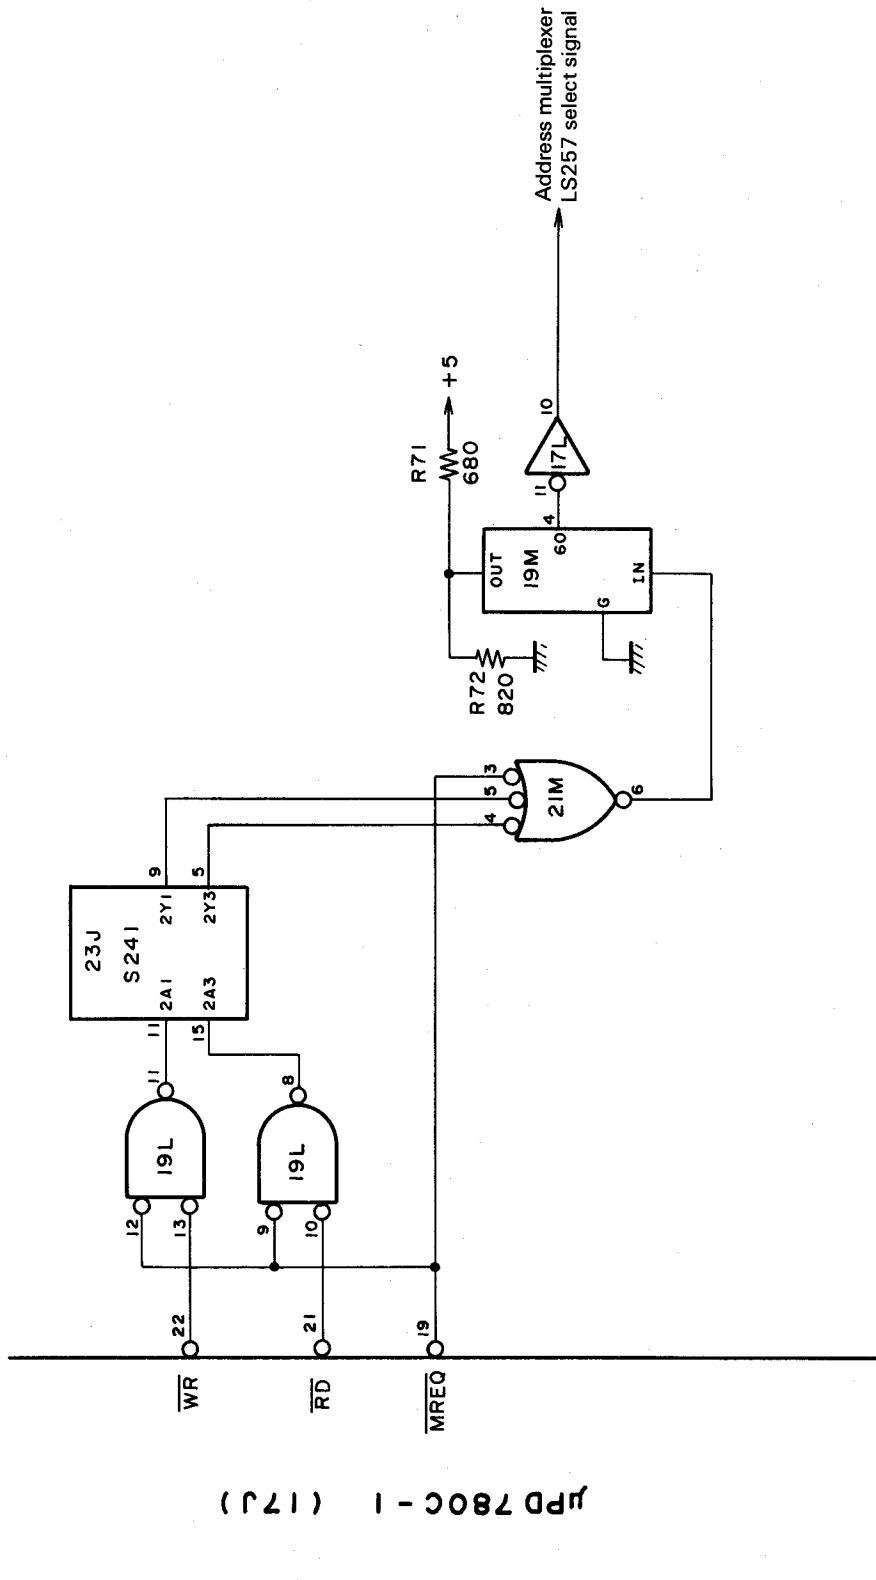 μPD780C-1 (17J)
WR
22
RD
21
MREQ
19
12
13
19L
11
9
10
19L
8
11
15
23J
S241
2A1
2A3
2Y1
2Y3
9
5
4
5
3
21M
6
R72
820
R71
680
+5
OUT
19M
G
IN
60
4
11
17L
10
Address multiplexer
LS257 select signal